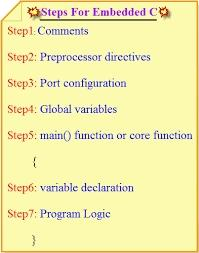 Steps For Embedded C
Step1: Comments
Step2: Preprocessor directives
Step3: Port configuration
Step4: Global variables
Step5: main() function or core function
{
Step6: variable declaration
Step7: Program Logic
}